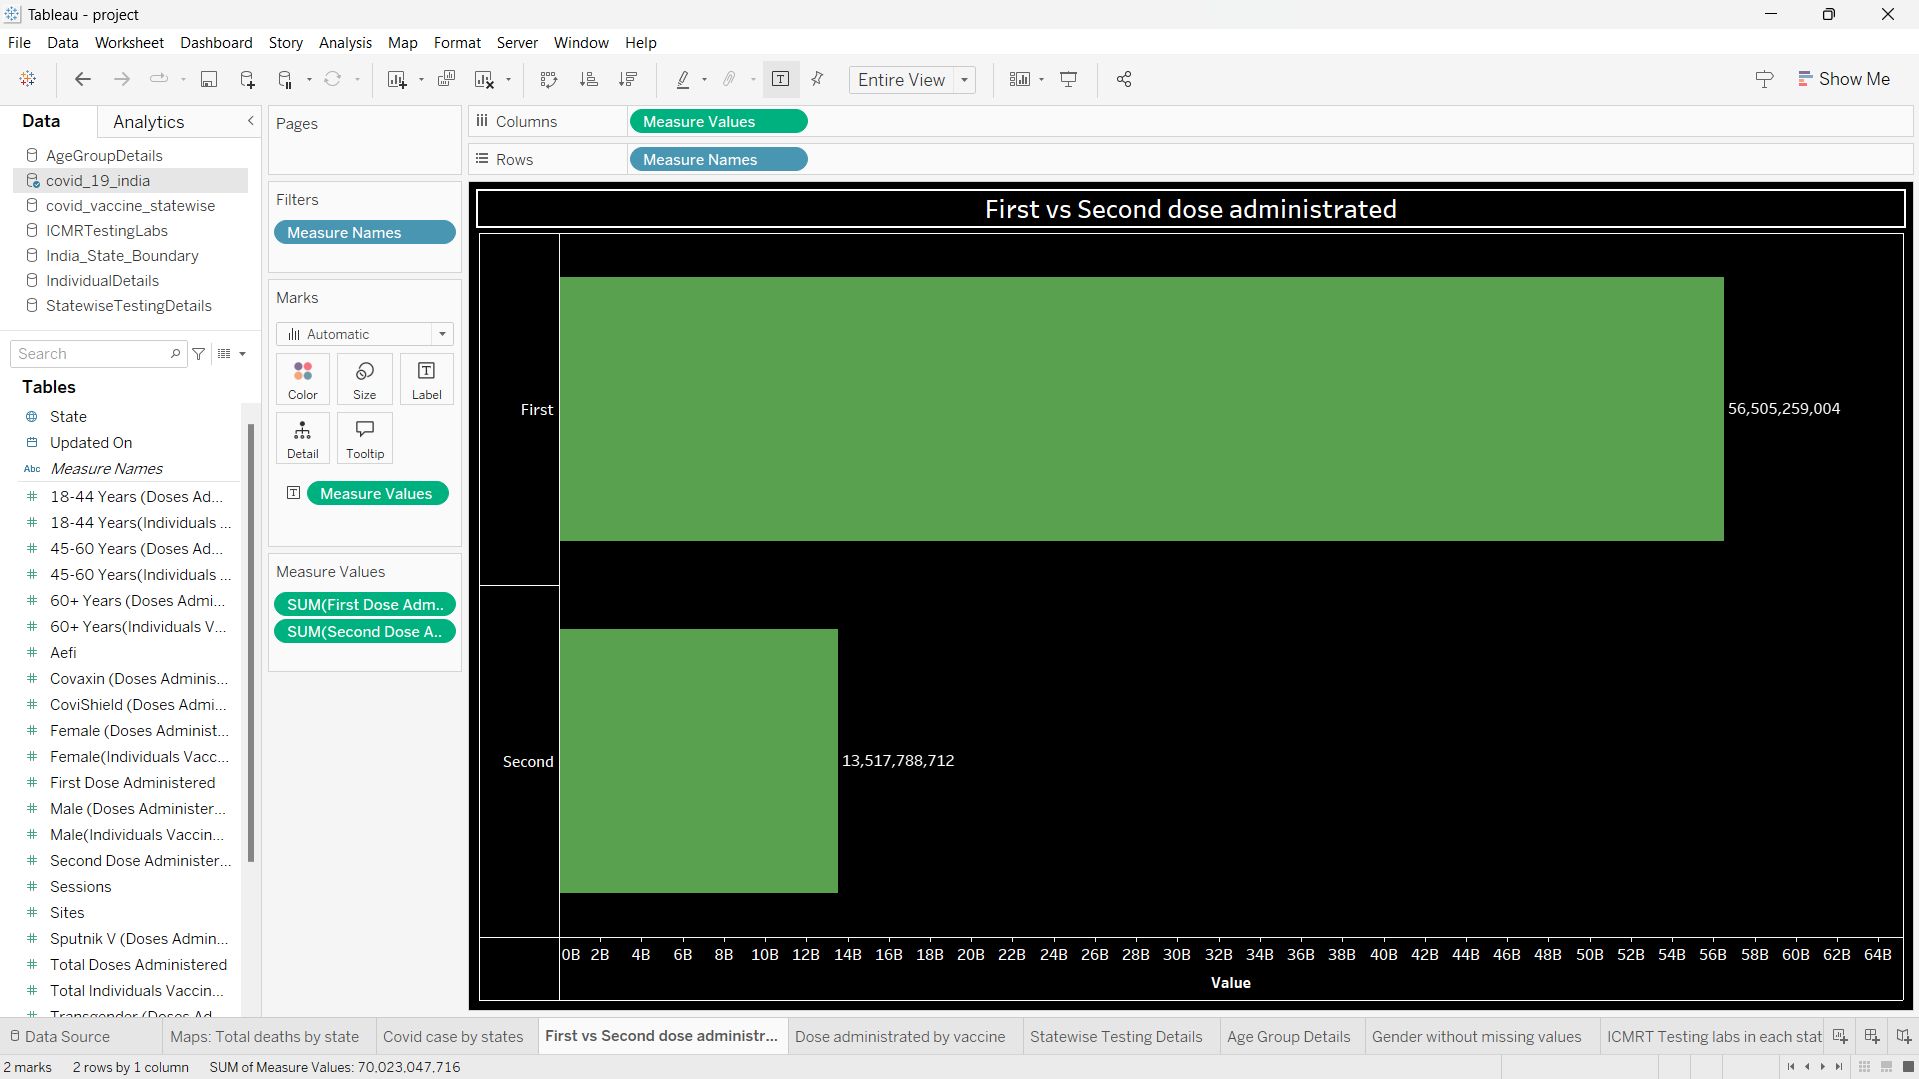 Tableau - project
File Data Worksheet Dashboard Story Analysis Map Format Server Window Help
Entire View
Show Me
Data
Analytics
AgeGroupDetails
covid_19_india
covid_vaccine_statewise
ICMRTestingLabs
India_State_Boundary
IndividualDetails
StatewiseTestingDetails
Search
Tables
State
Updated On
Abc Measure Names
18-44 Years (Doses Ad...
18-44 Years(Individuals ...
45-60 Years (Doses Ad...
45-60 Years(Individuals ...
60+ Years (Doses Admi...
60+ Years(Individuals V...
Aefi
Covaxin (Doses Adminis...
CoviShield (Doses Admi...
Female (Doses Administ...
Female(Individuals Vacc...
First Dose Administered
Male (Doses Administer...
Male(Individuals Vaccin...
Second Dose Administer...
Sessions
Sites
Sputnik V (Doses Admin...
Total Doses Administered
Total Individuals Vaccin...
Pages
Filters
Measure Names
Marks
Automatic
Color
Size
Label
Detail
Tooltip
Measure Values
Measure Values
SUM(First Dose Adm..
SUM(Second Dose A..
Columns
Measure Values
Rows
Measure Names
First vs Second dose administrated
First
56,505,259,004
Second
13,517,788,712
0B 2B 4B 6B 8B 10B 12B 14B 16B 18B 20B 22B 24B 26B 28B 30B 32B 34B 36B 38B 40B 42B 44B 46B 48B 50B 52B 54B 56B 58B 60B 62B 64B
Value
Data Source
Maps: Total deaths by state
Covid case by states
First vs Second dose administr...
Dose administrated by vaccine
Statewise Testing Details
Age Group Details
Gender without missing values
ICMRT Testing labs in each stat
2 marks
2 rows by 1 column
SUM of Measure Values: 70,023,047,716